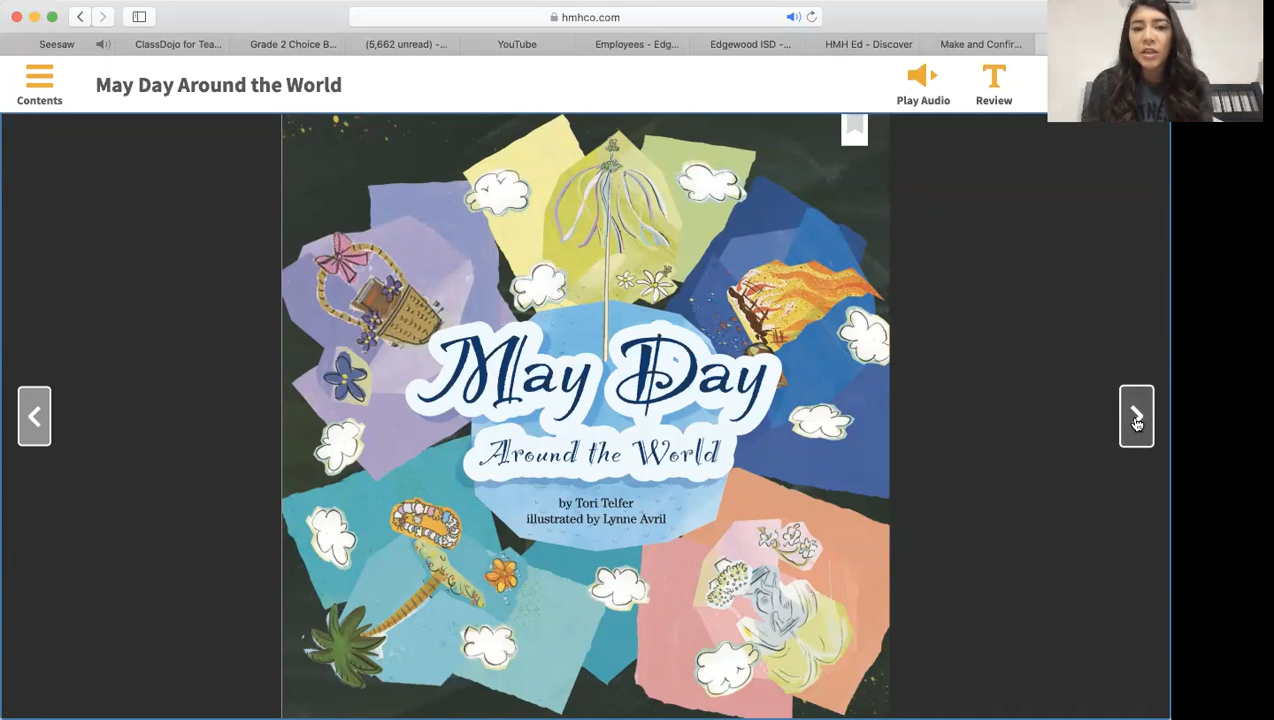 hmhco.com
Seesaw
ClassDojo for Tea...
Grade 2 Choice B...
(5,662 unread) -...
YouTube
Employees - Edg...
Edgewood ISD -...
HMH Ed - Discover
Make and Confir...
Contents
May Day Around the World
Play Audio
T
Review
May Day
Around the World
by Tori Telfer
illustrated by Lynne Avril